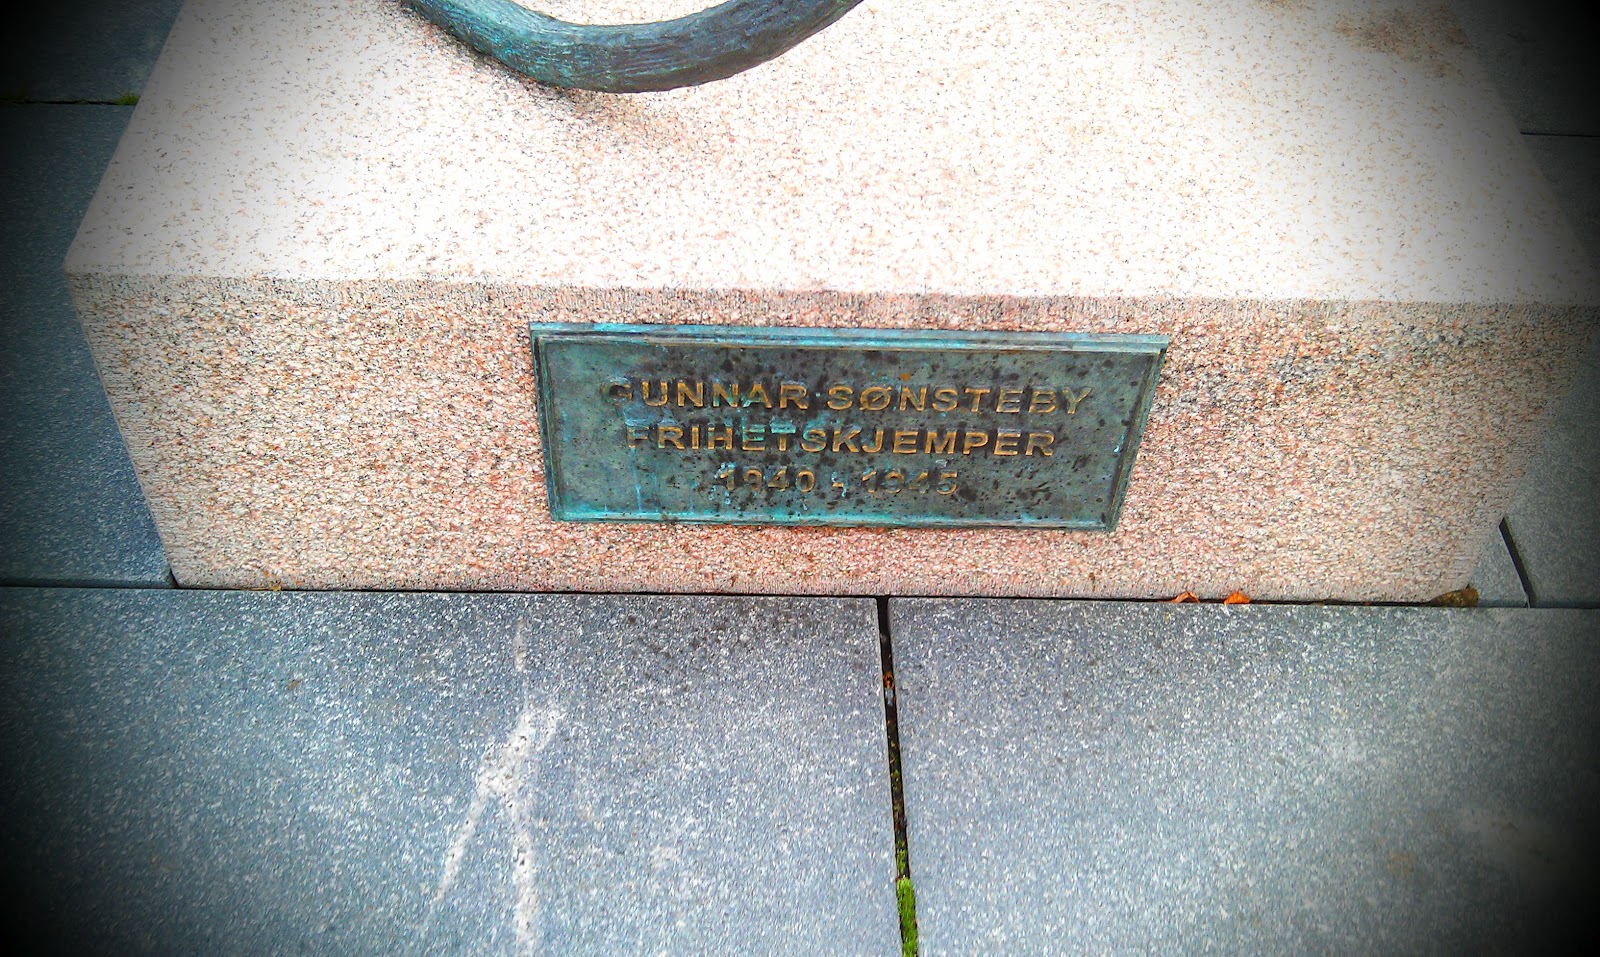 GUNNAR SØNSTEBY
FRIHETSKJEMPER
1940 - 1945